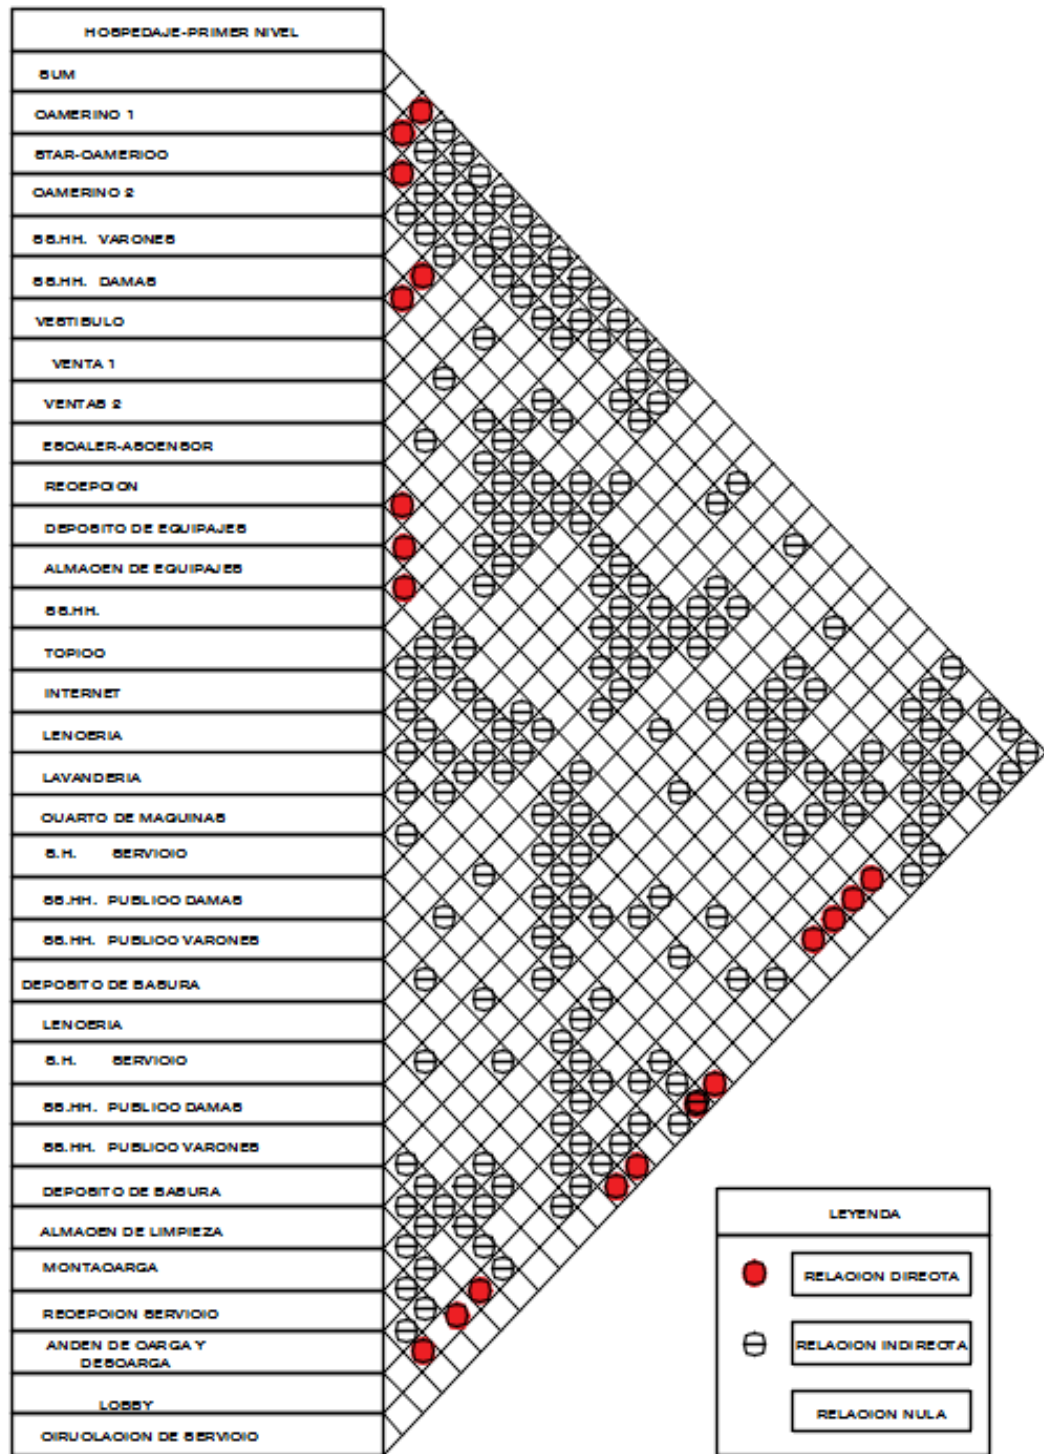 HOSPEDAJE-PRIMER NIVEL
SUM
CAMERINO 1
STAR-CAMERICO
CAMERINO 2
SS.HH. VARONES
SS.HH. DAMAS
VESTIBULO
VENTA 1
VENTAS 2
ESCALER-ASCENSOR
RECEPCION
DEPOSITO DE EQUIPAJES
ALMACEN DE EQUIPAJES
SS.HH.
TOPICO
INTERNET
LENCERIA
LAVANDERIA
CUARTO DE MAQUINAS
S.H. SERVICIO
SS.HH. PUBLICO DAMAS
SS.HH. PUBLICO VARONES
DEPOSITO DE BASURA
LENCERIA
S.H. SERVICIO
SS.HH. PUBLICO DAMAS
SS.HH. PUBLICO VARONES
DEPOSITO DE BASURA
ALMACEN DE LIMPIEZA
MONTACARGA
RECEPCION SERVICIO
ANDEN DE CARGA Y
DESCARGA
LOBBY
CIRUCLACION DE SERVICIO
LEYENDA
RELACION DIRECTA
RELACION INDIRECTA
RELACION NULA